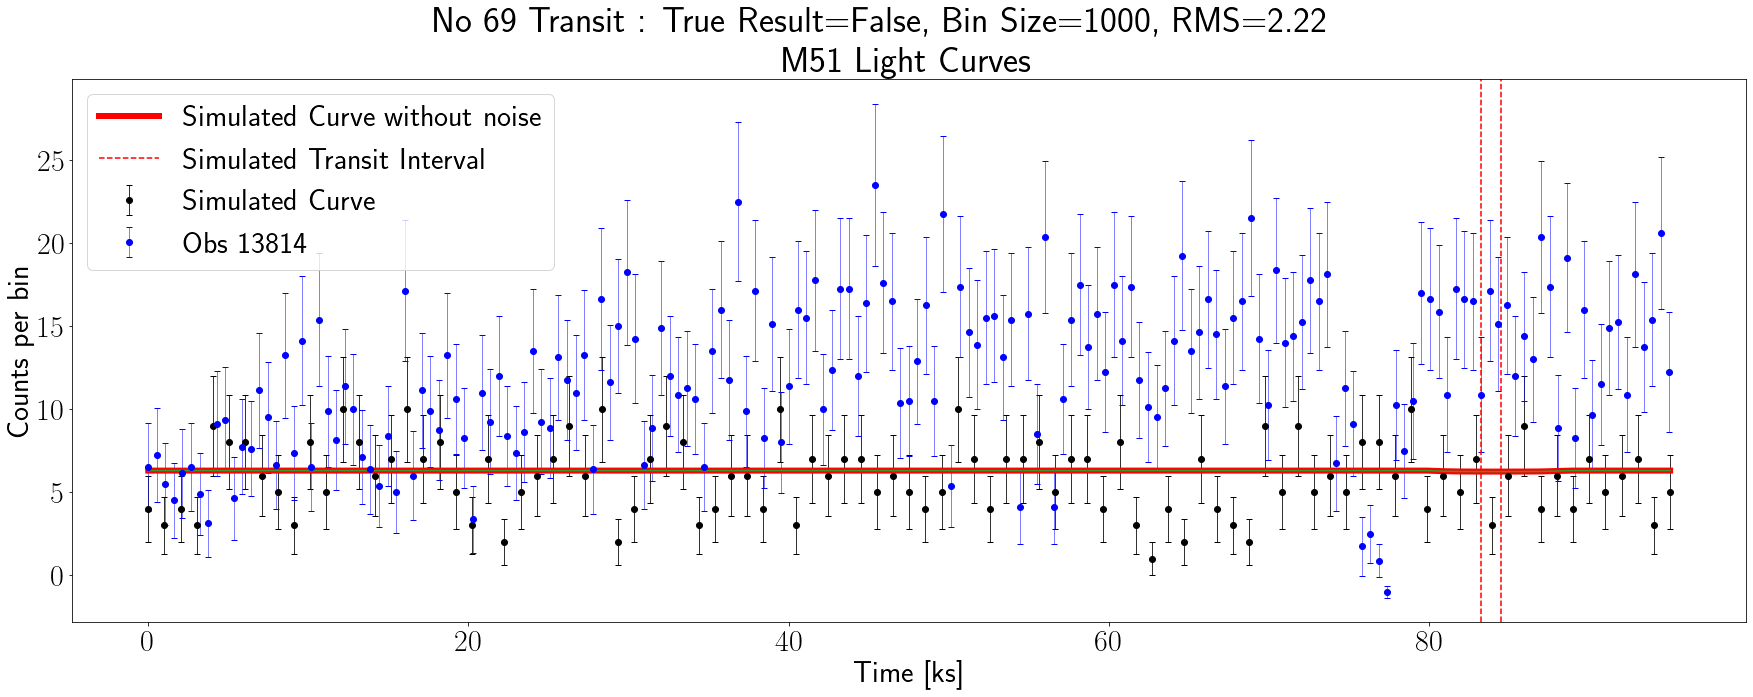 No 69 Transit : True Result=False, Bin Size=1000, RMS=2.22
M51 Light Curves
Simulated Curve without noise
Simulated Transit Interval
Simulated Curve
Obs 13814
Counts per bin
25
20
15
10
5
0
0 20 40 60 80
Time [ks]